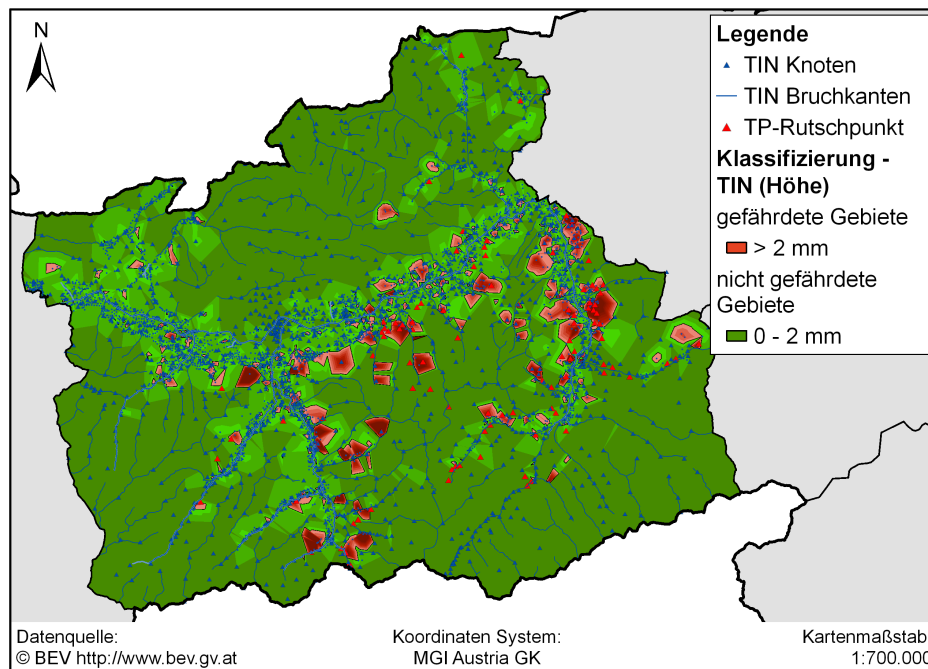 N
Legende
TIN Knoten
TIN Bruchkanten
TP-Rutschpunkt
Klassifizierung -
TIN (Höhe)
gefährdete Gebiete
> 2 mm
nicht gefährdete
Gebiete
0 - 2 mm
Datenquelle:
© BEV http://www.bev.gv.at
Koordinaten System:
MGI Austria GK
Kartenmaßstab:
1:700.000